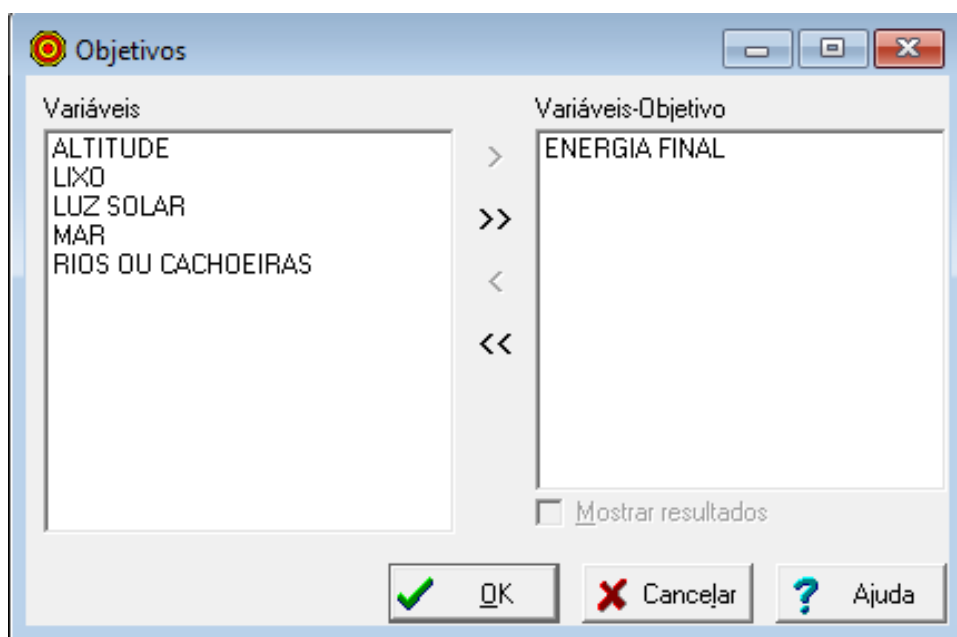 Objetivos
Variáveis
ALTITUDE
LIXO
LUZ SOLAR
MAR
RIOS OU CACHOEIRAS
>
>>
<
<<
Variáveis-Objetivo
ENERGIA FINAL
Mostrar resultados
OK
Cancelar
? Ajuda